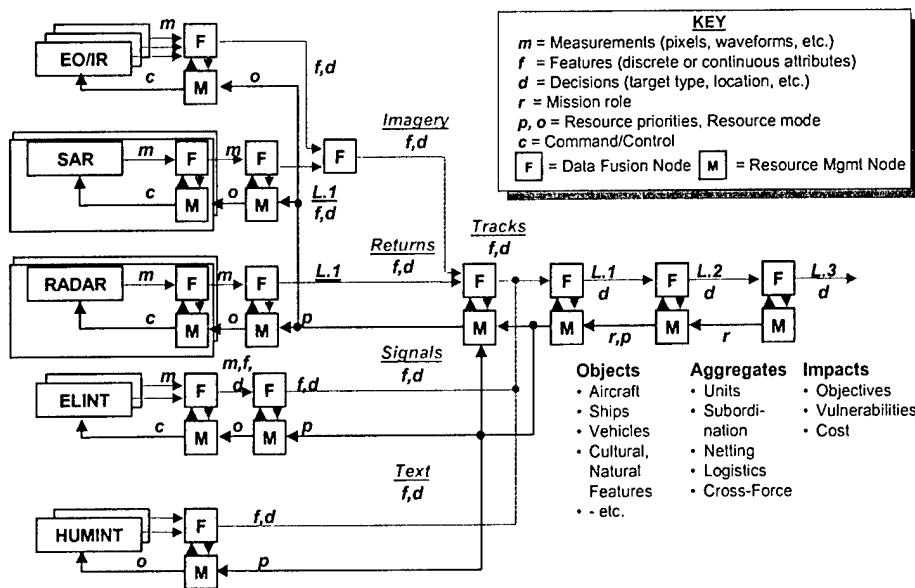 KEY
m = Measurements (pixels, waveforms, etc.)
f = Features (discrete or continuous attributes)
d = Decisions (target type, location, etc.)
r = Mission role
p, o = Resource priorities, Resource mode
c = Command/Control
F = Data Fusion Node M = Resource Mgmt Node
m
EO/IR
F
f,d
c
M
o
Imagery
f,d
SAR
m
F
m
F
F
c
M
o
M
L.1
f,d
Tracks
f,d
Returns
f,d
RADAR
m
F
m
F
L.1
F
F
L.1
d
F
L.2
d
F
L.3
d
c
M
o
M
p
M
M
r,p
M
r
M
Signals
f,d
ELINT
m
F
m,f,
d
F
f,d
c
M
o
M
p
Objects
• Aircraft
• Ships
• Vehicles
• Cultural,
Natural
Features
• - etc.
Aggregates
• Units
• Subordi-
nation
• Netting
• Logistics
• Cross-Force
Impacts
• Objectives
• Vulnerabilities
• Cost
Text
f,d
HUMINT
F
f,d
o
M
p